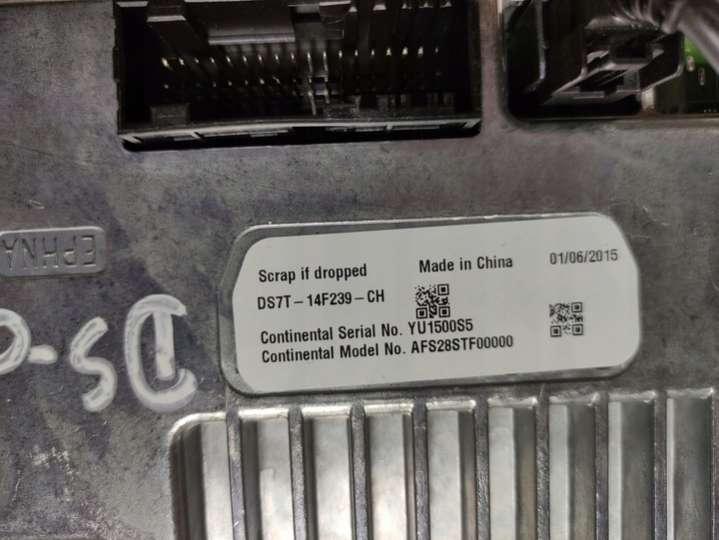 Scrap if dropped
Made in China
01/06/2015
DS7T-14F239-CH
Continental Serial No. YU1500S5
Continental Model No. AFS28STF00000
EPHNA